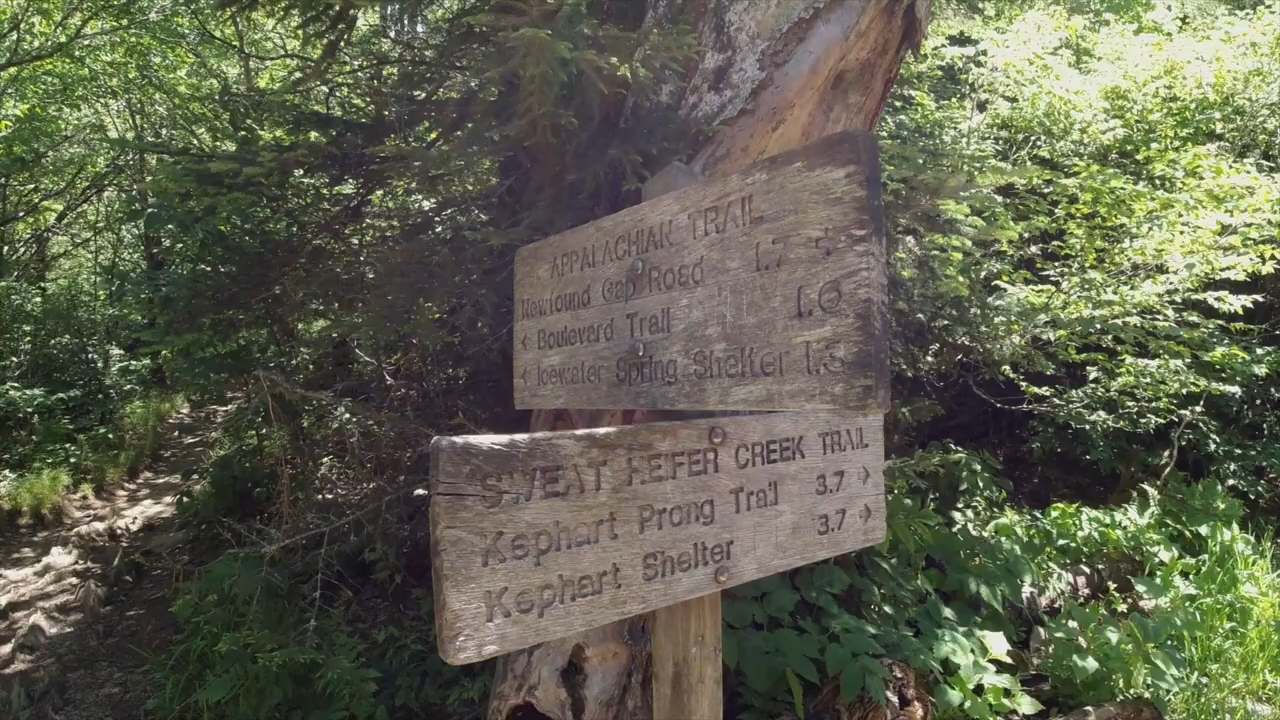 APPALACHIAN TRAIL
Newfound Gap Road 1.7 →
← Boulevard Trail 1.0
← Icewater Spring Shelter 1.3
SWEAT HEIFER CREEK TRAIL
Kephart Prong Trail 3.7 →
Kephart Shelter 3.7 →